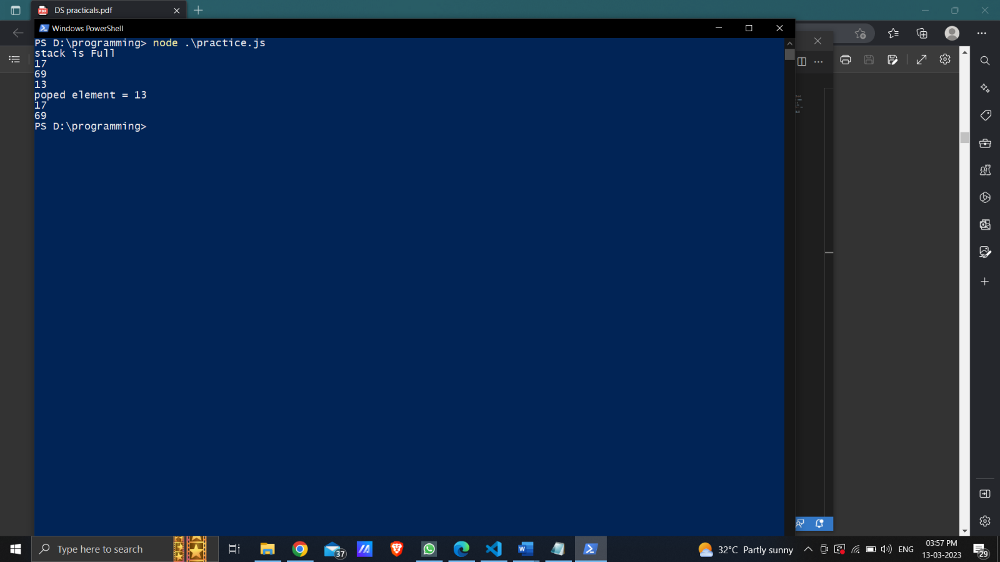 DS practicals.pdf
Windows PowerShell
PS D:\programming> node .\practice.js
stack is Full
17
69
13
poped element = 13
17
69
PS D:\programming>
Type here to search
37
32°C Partly sunny
ENG
03:57 PM
13-03-2023
29